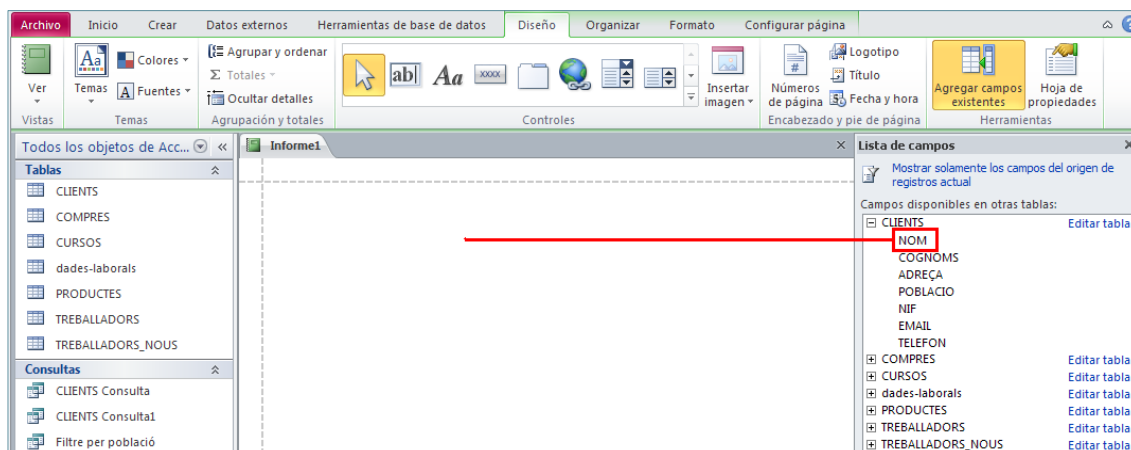 Archivo Inicio Crear Datos externos Herramientas de base de datos Diseño Organizar Formato Configurar página
Ver
Vistas
Aa
Temas
Colores
A Fuentes
Temas
Agrupar y ordenar
Σ Totales
Ocultar detalles
Agrupación y totales
ab| Aa xxxx
Insertar imagen
Controles
#
Números de página
Logotipo
Título
5 Fecha y hora
Encabezado y pie de página
Agregar campos existentes
Hoja de propiedades
Herramientas
Todos los objetos de Acc... «
Tablas
CLIENTS
COMPRES
CURSOS
dades-laborals
PRODUCTES
TREBALLADORS
TREBALLADORS_NOUS
Consultas
CLIENTS Consulta
CLIENTS Consulta1
Filtre per població
Informe1
Lista de campos
Mostrar solamente los campos del origen de
registros actual
Campos disponibles en otras tablas:
CLIENTS Editar tabla
NOM
COGNOMS
ADREÇA
POBLACIO
NIF
EMAIL
TELEFON
COMPRES Editar tabla
CURSOS Editar tabla
dades-laborals Editar tabla
PRODUCTES Editar tabla
TREBALLADORS Editar tabla
TREBALLADORS_NOUS Editar tabla